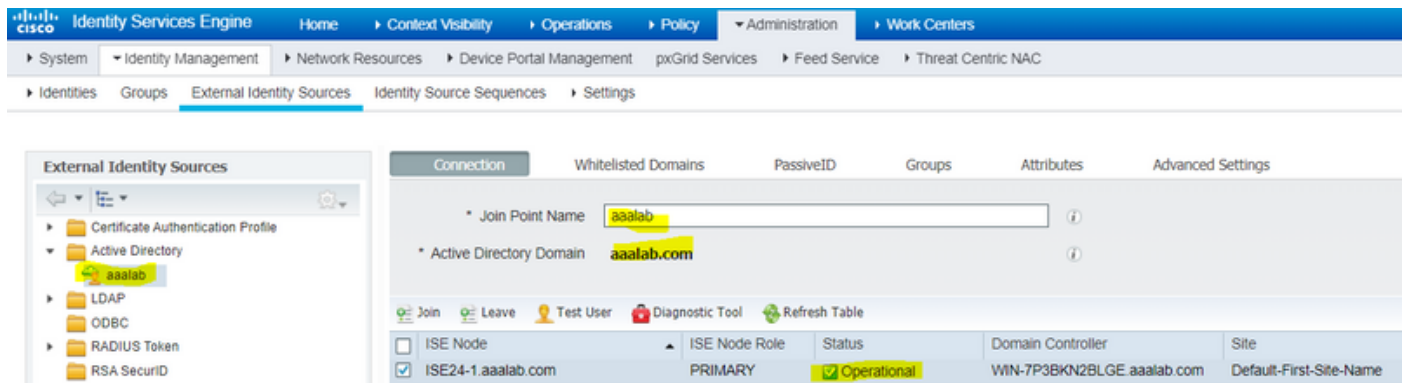 cisco Identity Services Engine Home Context Visibility Operations Policy Administration Work Centers
System Identity Management Network Resources Device Portal Management pxGrid Services Feed Service Threat Centric NAC
Identities Groups External Identity Sources Identity Source Sequences Settings
External Identity Sources
Certificate Authentication Profile
Active Directory
aaalab
LDAP
ODBC
RADIUS Token
RSA SecurID
Connection Whitelisted Domains PassiveID Groups Attributes Advanced Settings
* Join Point Name aaalab
* Active Directory Domain aaalab.com
Join Leave Test User Diagnostic Tool Refresh Table
ISE Node ISE Node Role Status Domain Controller Site
ISE24-1.aaalab.com PRIMARY Operational WIN-7P3BKN2BLGE.aaalab.com Default-First-Site-Name